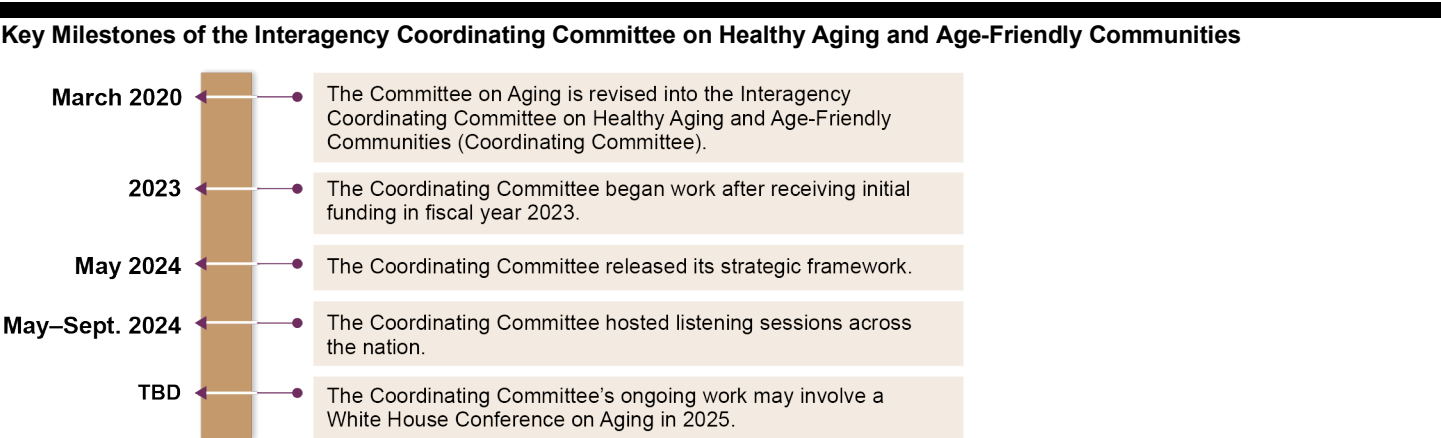 Key Milestones of the Interagency Coordinating Committee on Healthy Aging and Age-Friendly Communities
March 2020
The Committee on Aging is revised into the Interagency
Coordinating Committee on Healthy Aging and Age-Friendly
Communities (Coordinating Committee).
2023
The Coordinating Committee began work after receiving initial
funding in fiscal year 2023.
May 2024
The Coordinating Committee released its strategic framework.
May–Sept. 2024
The Coordinating Committee hosted listening sessions across
the nation.
TBD
The Coordinating Committee’s ongoing work may involve a
White House Conference on Aging in 2025.